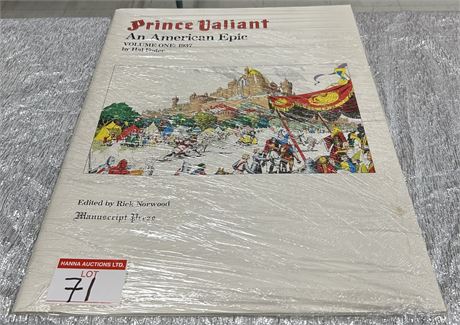 Prince Valiant
An American Epic
VOLUME ONE: 1937
by Hal Foster
Edited by Rick Norwood
Manuscript Press
HANNA AUCTIONS LTD.
LOT
71